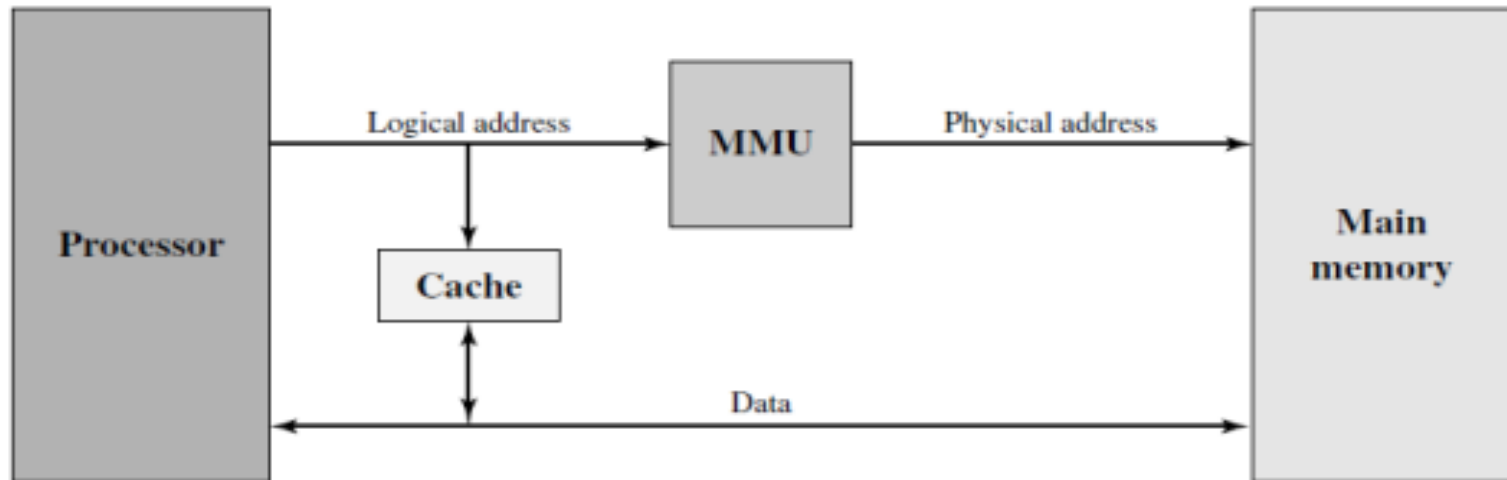 Logical address
MMU
Physical address
Processor
Cache
Main
memory
Data